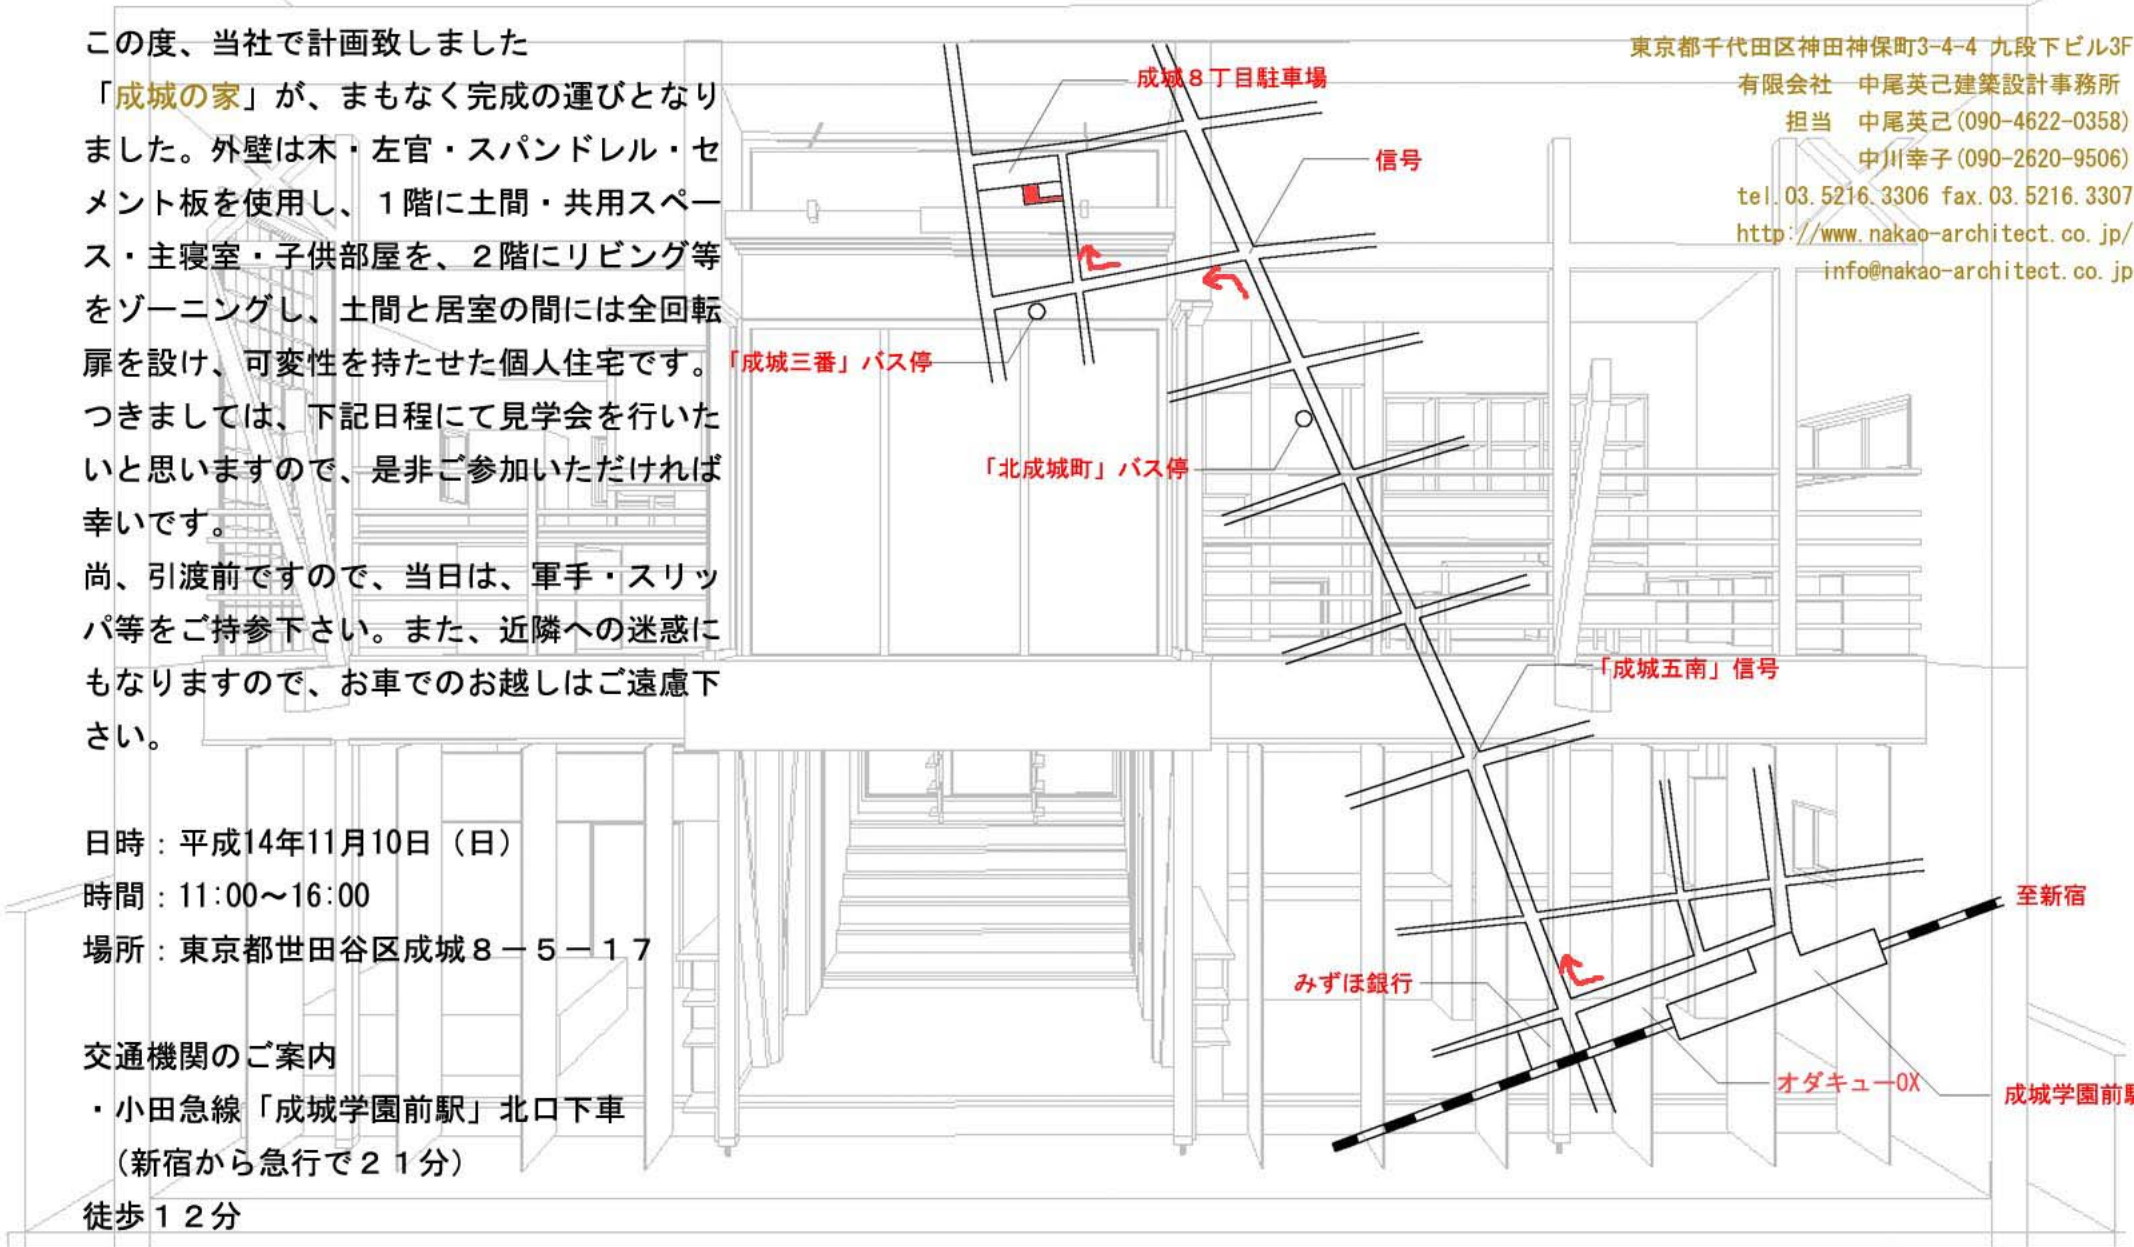 この度、当社で計画致しました
「成城の家」が、まもなく完成の運びとなり
ました。外壁は木・左官・スパンドレル・セ
メント板を使用し、１階に土間・共用スペー
ス・主寝室・子供部屋を、２階にリビング等
をゾーニングし、土間と居室の間には全回転
扉を設け、可変性を持たせた個人住宅です。
つきましては、下記日程にて見学会を行いた
いと思いますので、是非ご参加いただければ
幸いです。
尚、引渡前ですので、当日は、軍手・スリッ
パ等をご持参下さい。また、近隣への迷惑に
もなりますので、お車でのお越しはご遠慮下
さい。
日時：平成14年11月10日（日）
時間：11:00～16:00
場所：東京都世田谷区成城８－５－１７
交通機関のご案内
・小田急線「成城学園前駅」北口下車
（新宿から急行で２１分）
徒歩１２分
東京都千代田区神田神保町3-4-4 九段下ビル3F
有限会社　中尾英己建築設計事務所
担当　中尾英己(090-4622-0358)
中川幸子(090-2620-9506)
tel.03.5216.3306 fax.03.5216.3307
http://www.nakao-architect.co.jp/
info@nakao-architect.co.jp
成城８丁目駐車場
信号
「成城三番」バス停
「北成城町」バス停
「成城五南」信号
至新宿
みずほ銀行
オダキューOX
成城学園前駅